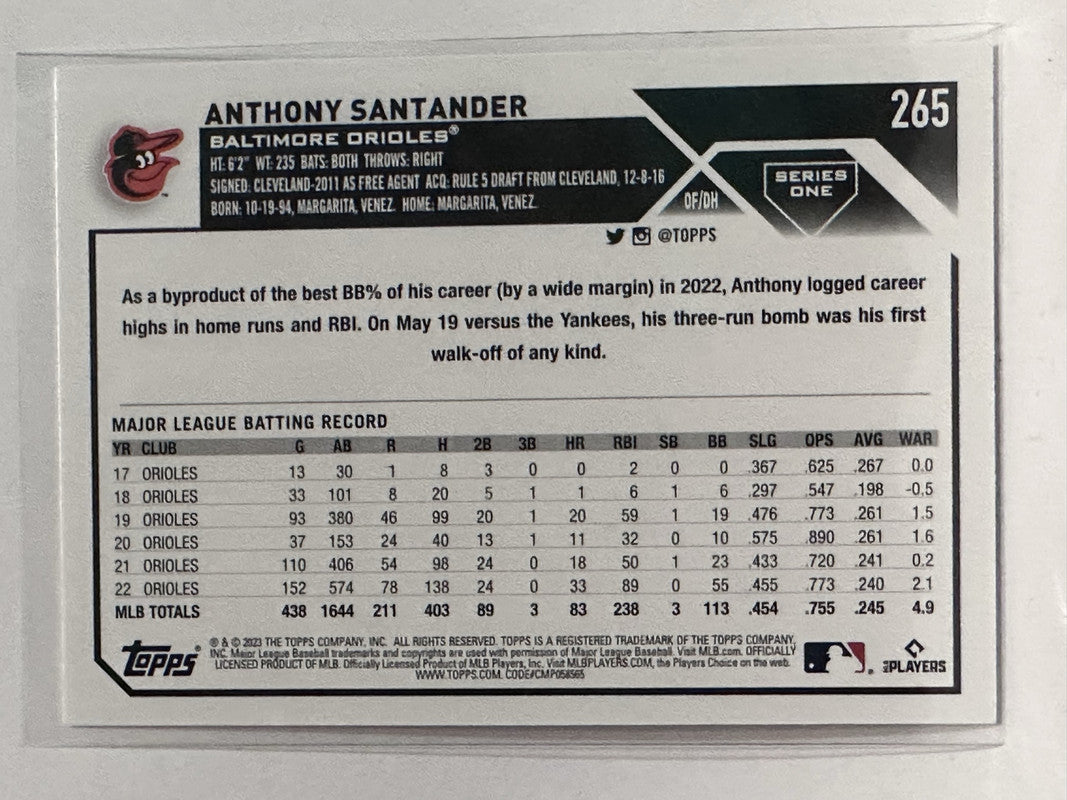 ANTHONY SANTANDER
265
BALTIMORE ORIOLES®
HT: 6'2" WT: 235 BATS: BOTH THROWS: RIGHT
SIGNED: CLEVELAND-2011 AS FREE AGENT ACQ: RULE 5 DRAFT FROM CLEVELAND, 12-8-16
BORN: 10-19-94, MARGARITA, VENEZ. HOME: MARGARITA, VENEZ.
OF/DH
SERIES
ONE
@TOPPS
As a byproduct of the best BB% of his career (by a wide margin) in 2022, Anthony logged career
highs in home runs and RBI. On May 19 versus the Yankees, his three-run bomb was his first
walk-off of any kind.
MAJOR LEAGUE BATTING RECORD
YR CLUB G AB R H 2B 3B HR RBI SB BB SLG OPS AVG WAR
17 ORIOLES 13 30 1 8 3 0 0 2 0 0 .367 .625 .267 0.0
18 ORIOLES 33 101 8 20 5 1 1 6 1 6 .297 .547 .198 -0.5
19 ORIOLES 93 380 46 99 20 1 20 59 1 19 .476 .773 .261 1.5
20 ORIOLES 37 153 24 40 13 1 11 32 0 10 .575 .890 .261 1.6
21 ORIOLES 110 406 54 98 24 0 18 50 1 23 .433 .720 .241 0.2
22 ORIOLES 152 574 78 138 24 0 33 89 0 55 .455 .773 .240 2.1
MLB TOTALS 438 1644 211 403 89 3 83 238 3 113 .454 .755 .245 4.9
Topps®
® & © 2023 THE TOPPS COMPANY, INC. ALL RIGHTS RESERVED. TOPPS IS A REGISTERED TRADEMARK OF THE TOPPS COMPANY,
INC. Major League Baseball trademarks and copyrights are used with permission of Major League Baseball. Visit MLB.com. OFFICIALLY
LICENSED PRODUCT OF MLB. Officially Licensed Product of MLB Players, Inc. Visit MLBPLAYERS.COM, the Players Choice on the web.
WWW.TOPPS.COM. CODE#CMP058565
MLB PLAYERS